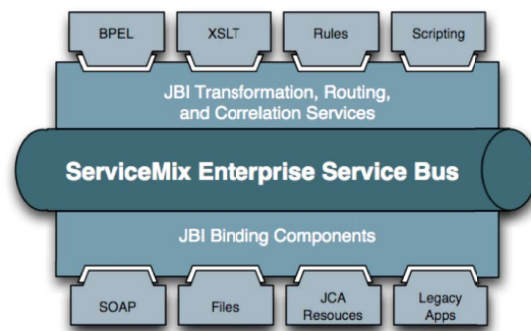 BPEL
XSLT
Rules
Scripting
JBI Transformation, Routing,
and Correlation Services
ServiceMix Enterprise Service Bus
JBI Binding Components
SOAP
Files
JCA
Resouces
Legacy
Apps